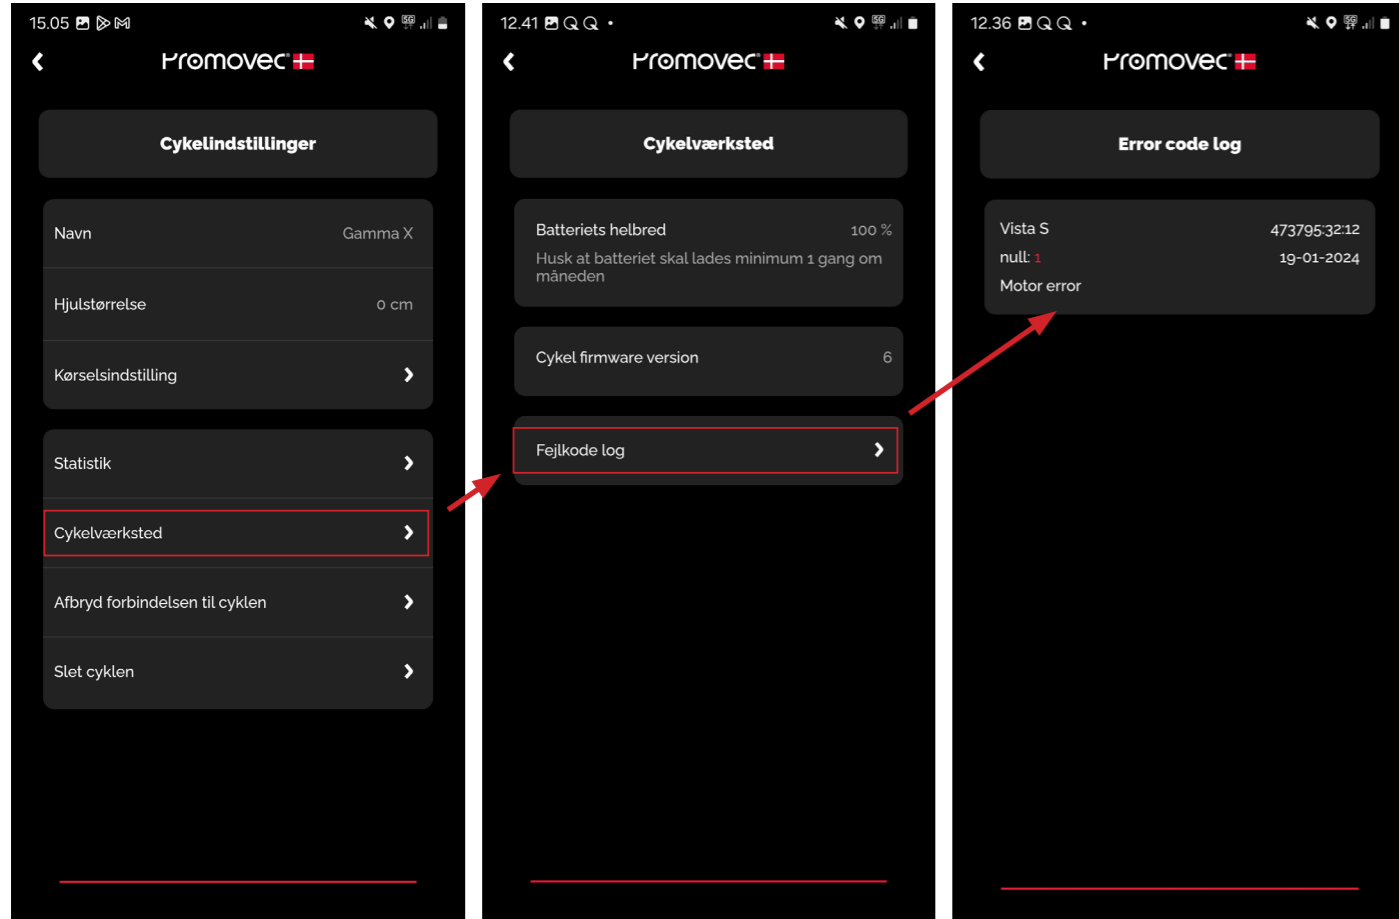 15.05
Promovec
Cykelindstillinger
Navn
Gamma X
Hjulstørrelse
0 cm
Kørselsindstilling
Statistik
Cykelværksted
Afbryd forbindelsen til cyklen
Slet cyklen
12.41
Promovec
Cykelværksted
Batteriets helbred
100 %
Husk at batteriet skal lades minimum 1 gang om
måneden
Cykel firmware version
6
Fejlkode log
12.36
Promovec
Error code log
Vista S
473795:32:12
null: 1
19-01-2024
Motor error